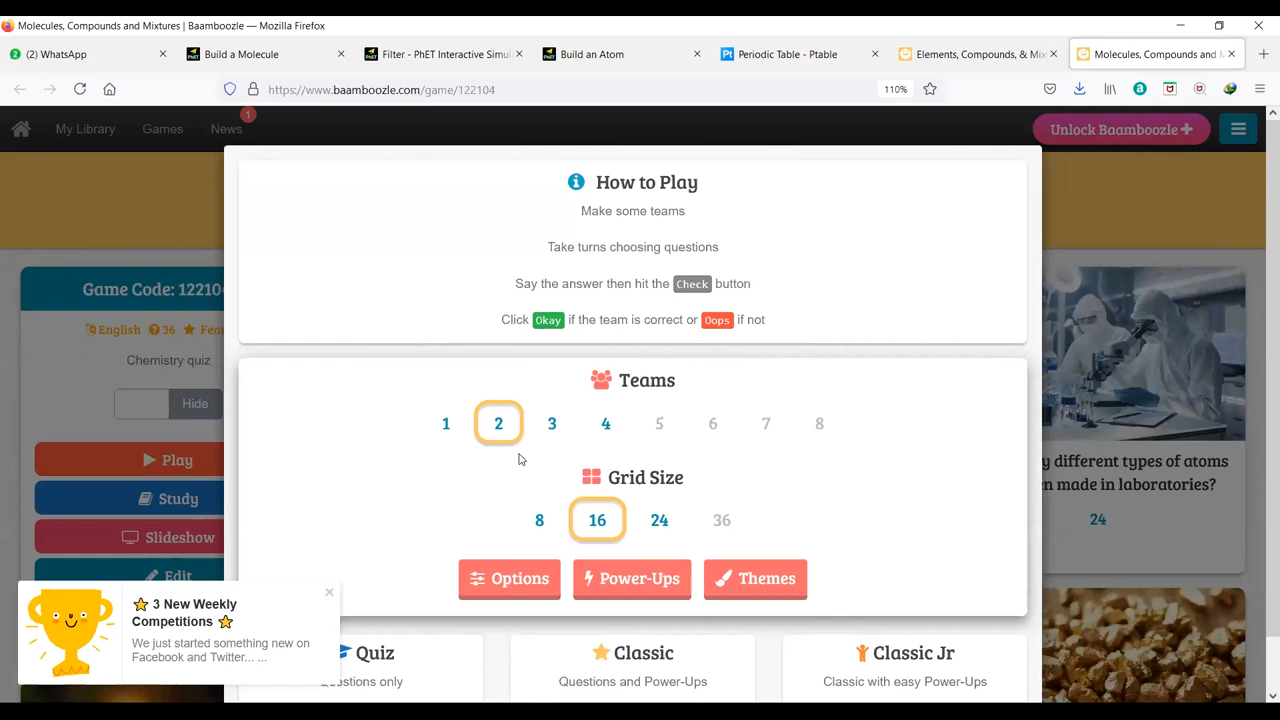 Molecules, Compounds and Mixtures | Baamboozle — Mozilla Firefox
(2) WhatsApp
Build a Molecule
Filter - PhET Interactive Simul
Build an Atom
Periodic Table - Ptable
Elements, Compounds, & Mix
Molecules, Compounds and M
https://www.baamboozle.com/game/122104
110%
My Library
Games
News
1
Unlock Baamboozle
How to Play
Make some teams
Take turns choosing questions
Say the answer then hit the Check button
Click Okay if the team is correct or Oops if not
Game Code: 122104
English 36 Fea
Chemistry quiz
Hide
Play
Study
Slideshow
Edit
Teams
1 2 3 4 5 6 7 8
Grid Size
8 16 24 36
Options
Power-Ups
Themes
y different types of atoms
n made in laboratories?
24
3 New Weekly
Competitions
We just started something new on
Facebook and Twitter... ...
Quiz
uestions only
Classic
Questions and Power-Ups
Classic Jr
Classic with easy Power-Ups